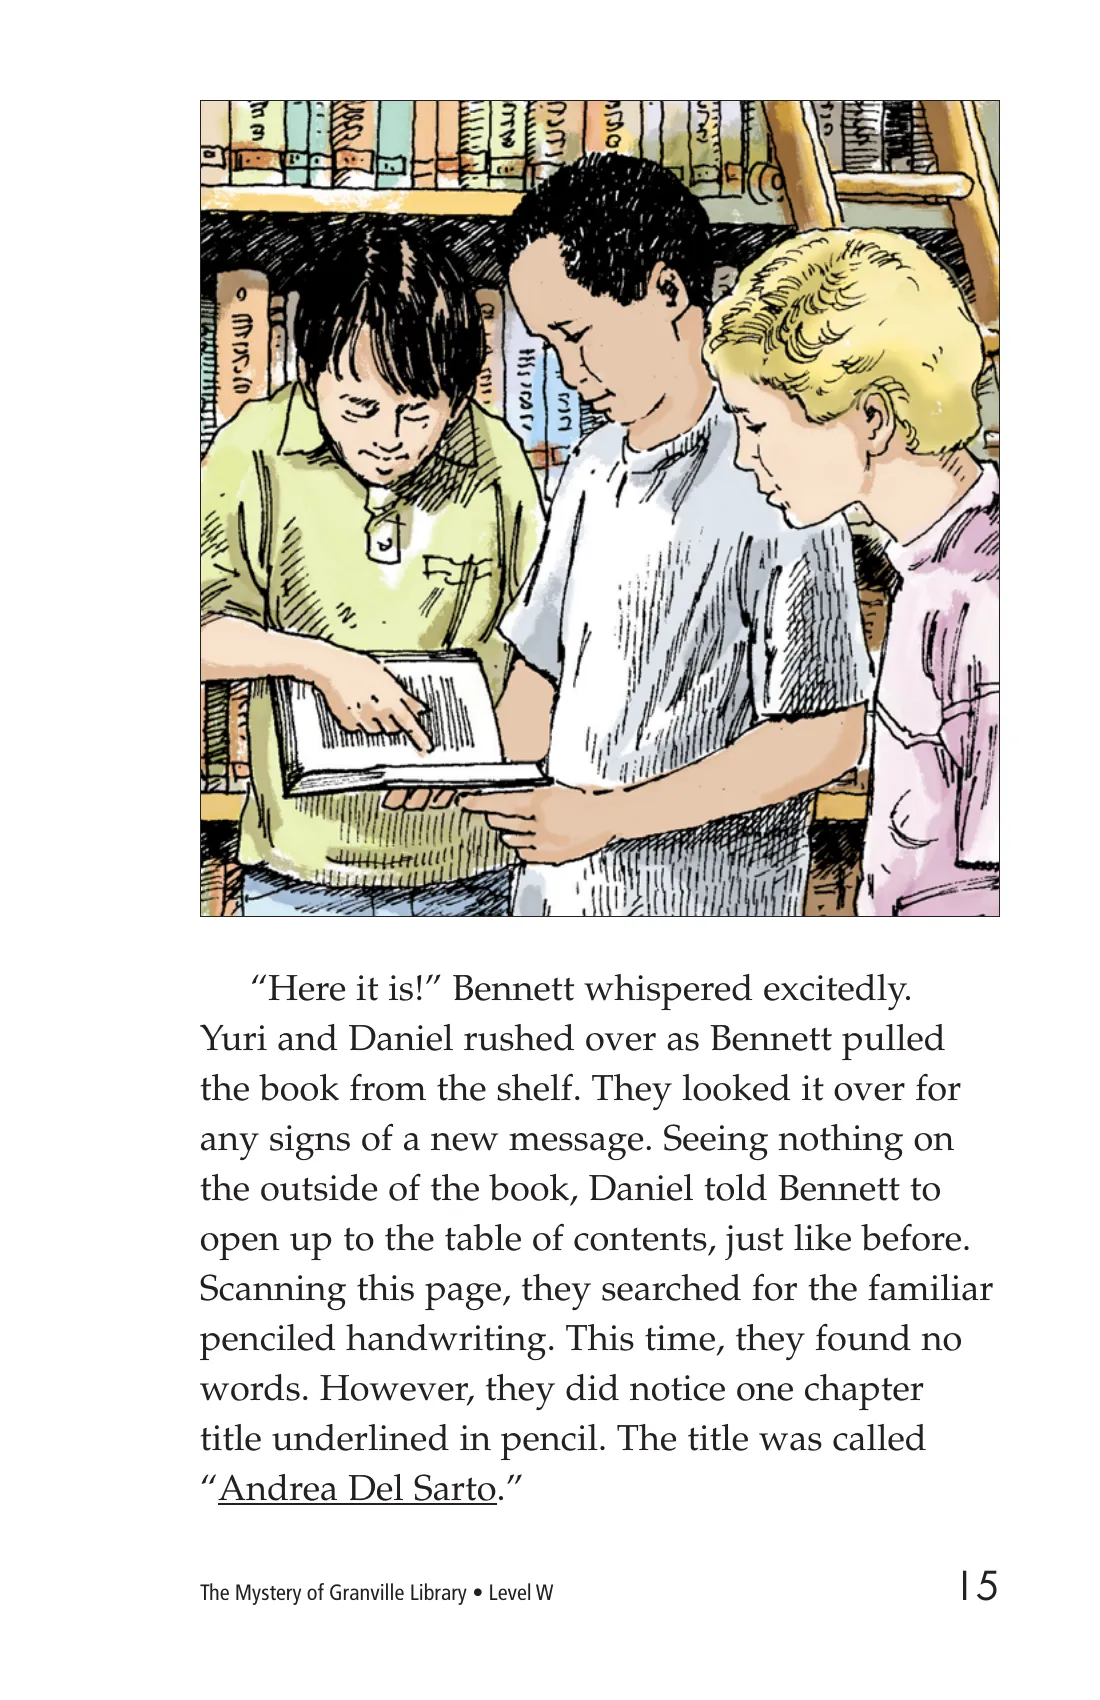 “Here it is!” Bennett whispered excitedly.
Yuri and Daniel rushed over as Bennett pulled
the book from the shelf. They looked it over for
any signs of a new message. Seeing nothing on
the outside of the book, Daniel told Bennett to
open up to the table of contents, just like before.
Scanning this page, they searched for the familiar
penciled handwriting. This time, they found no
words. However, they did notice one chapter
title underlined in pencil. The title was called
“Andrea Del Sarto.”
The Mystery of Granville Library • Level W
15